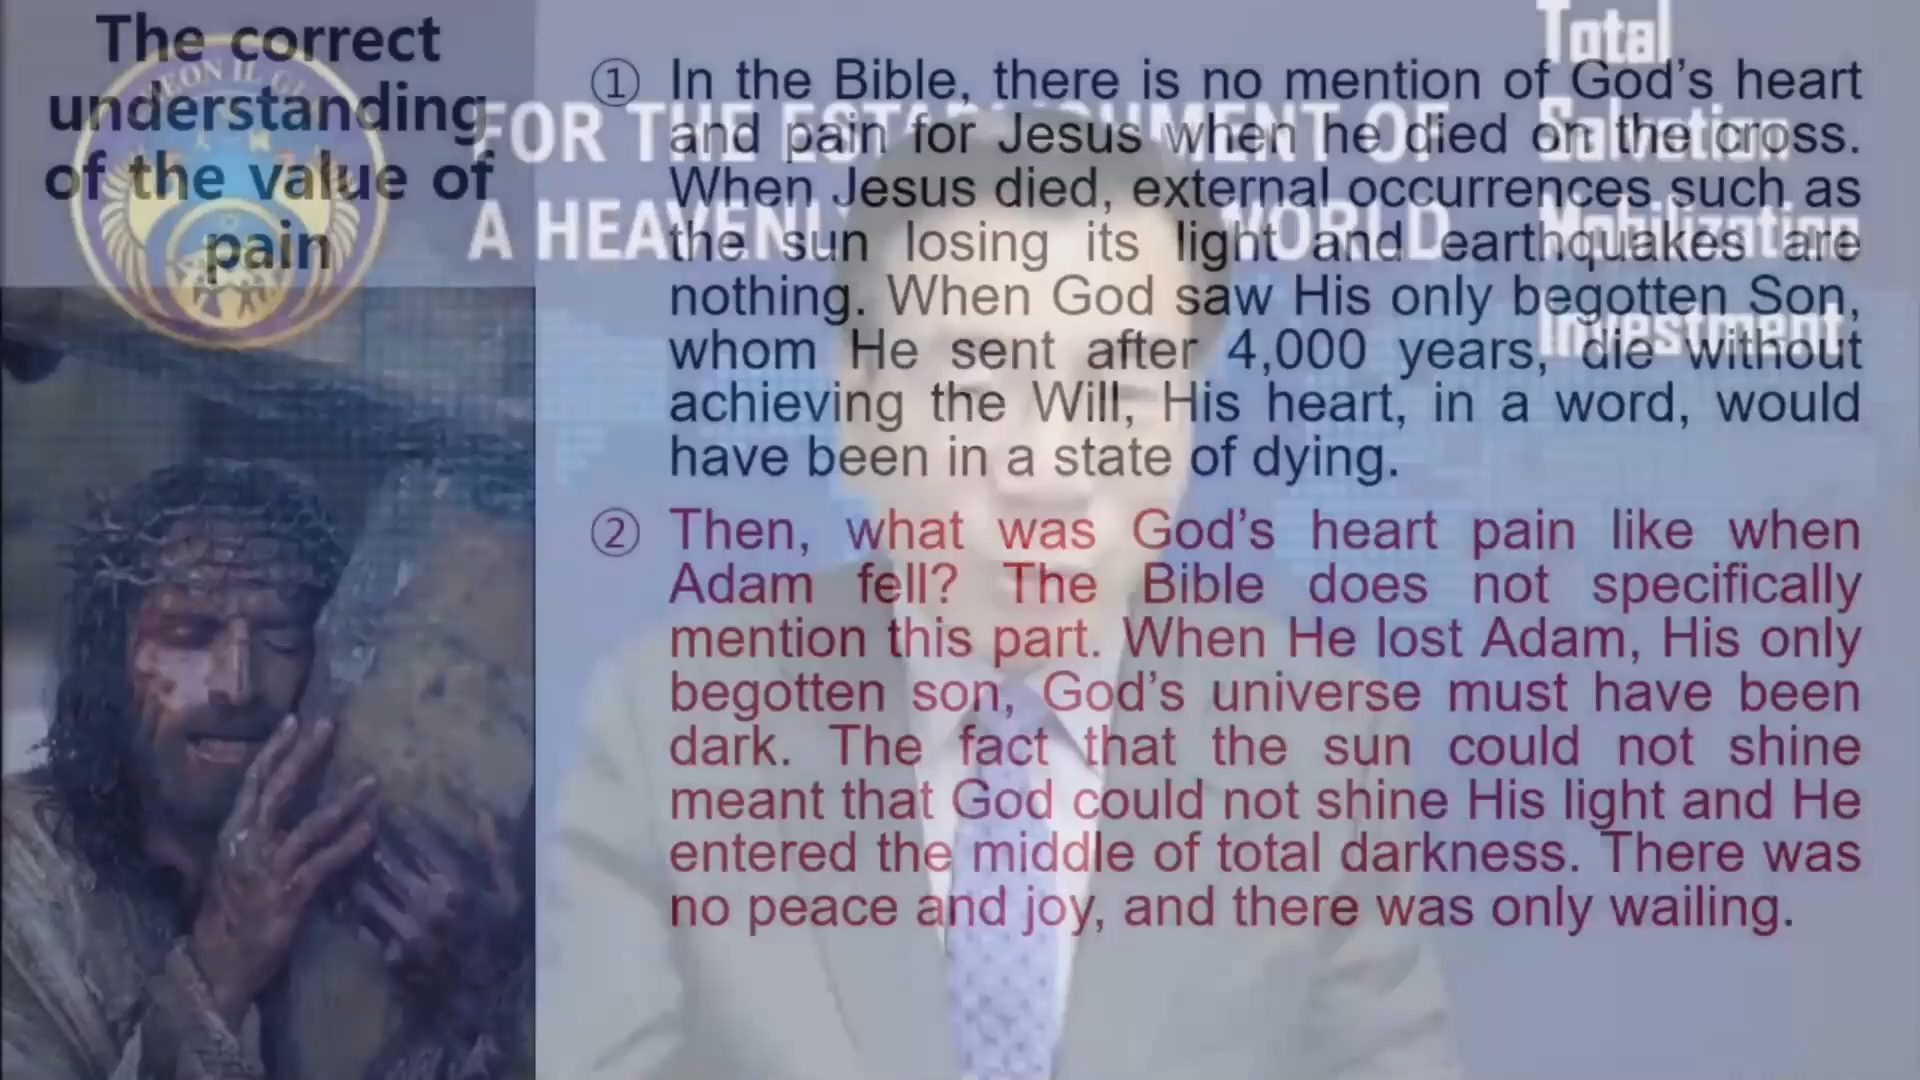 The correct
understanding
of the value of
pain
① In the Bible, there is no mention of God's heart
and pain for Jesus when he died on the cross.
When Jesus died, external occurrences such as
the sun losing its light and earthquakes are
nothing. When God saw His only begotten Son,
whom He sent after 4,000 years, die without
achieving the Will, His heart, in a word, would
have been in a state of dying.
② Then, what was God's heart pain like when
Adam fell? The Bible does not specifically
mention this part. When He lost Adam, His only
begotten son, God's universe must have been
dark. The fact that the sun could not shine
meant that God could not shine His light and He
entered the middle of total darkness. There was
no peace and joy, and there was only wailing.
FOR THE ESTABLISHMENT OF
A HEAVENLY WORLD
Total
Salvation
Mobilization
Investment